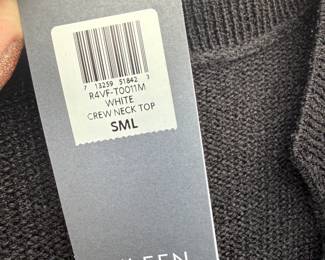 7 13259 51842 3
R4VF-T0011M
WHITE
CREW NECK TOP
SML